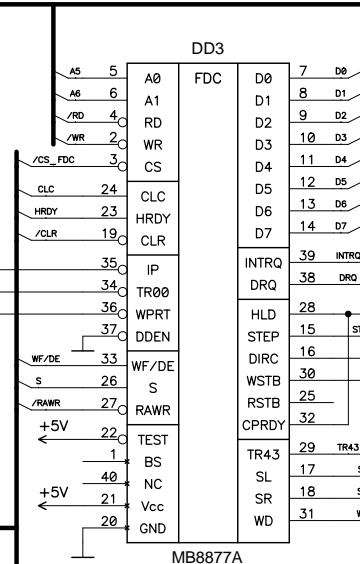 DD3
A5 5 A0 FDC D0 7 D0
A6 6 A1 D1 8 D1
/RD 4 RD D2 9 D2
/WR 2 WR D3 10 D3
/CS_FDC 3 CS D4 11 D4
D5 12 D5
CLC 24 CLC D6 13 D6
HRDY 23 HRDY D7 14 D7
/CLR 19 CLR
INTRQ 39 INTRQ
35 IP DRQ 38 DRQ
34 TR00
36 WPRT HLD 28
37 DDEN STEP 15
WF/DE 33 WF/DE DIRC 16
S 26 S WSTB 30
/RAWR 27 RAWR RSTB 25
CPRDY 32
+5V 22 TEST
1 BS TR43 29 TR43
40 NC SL 17
+5V 21 Vcc SR 18
20 GND WD 31
MB8877A